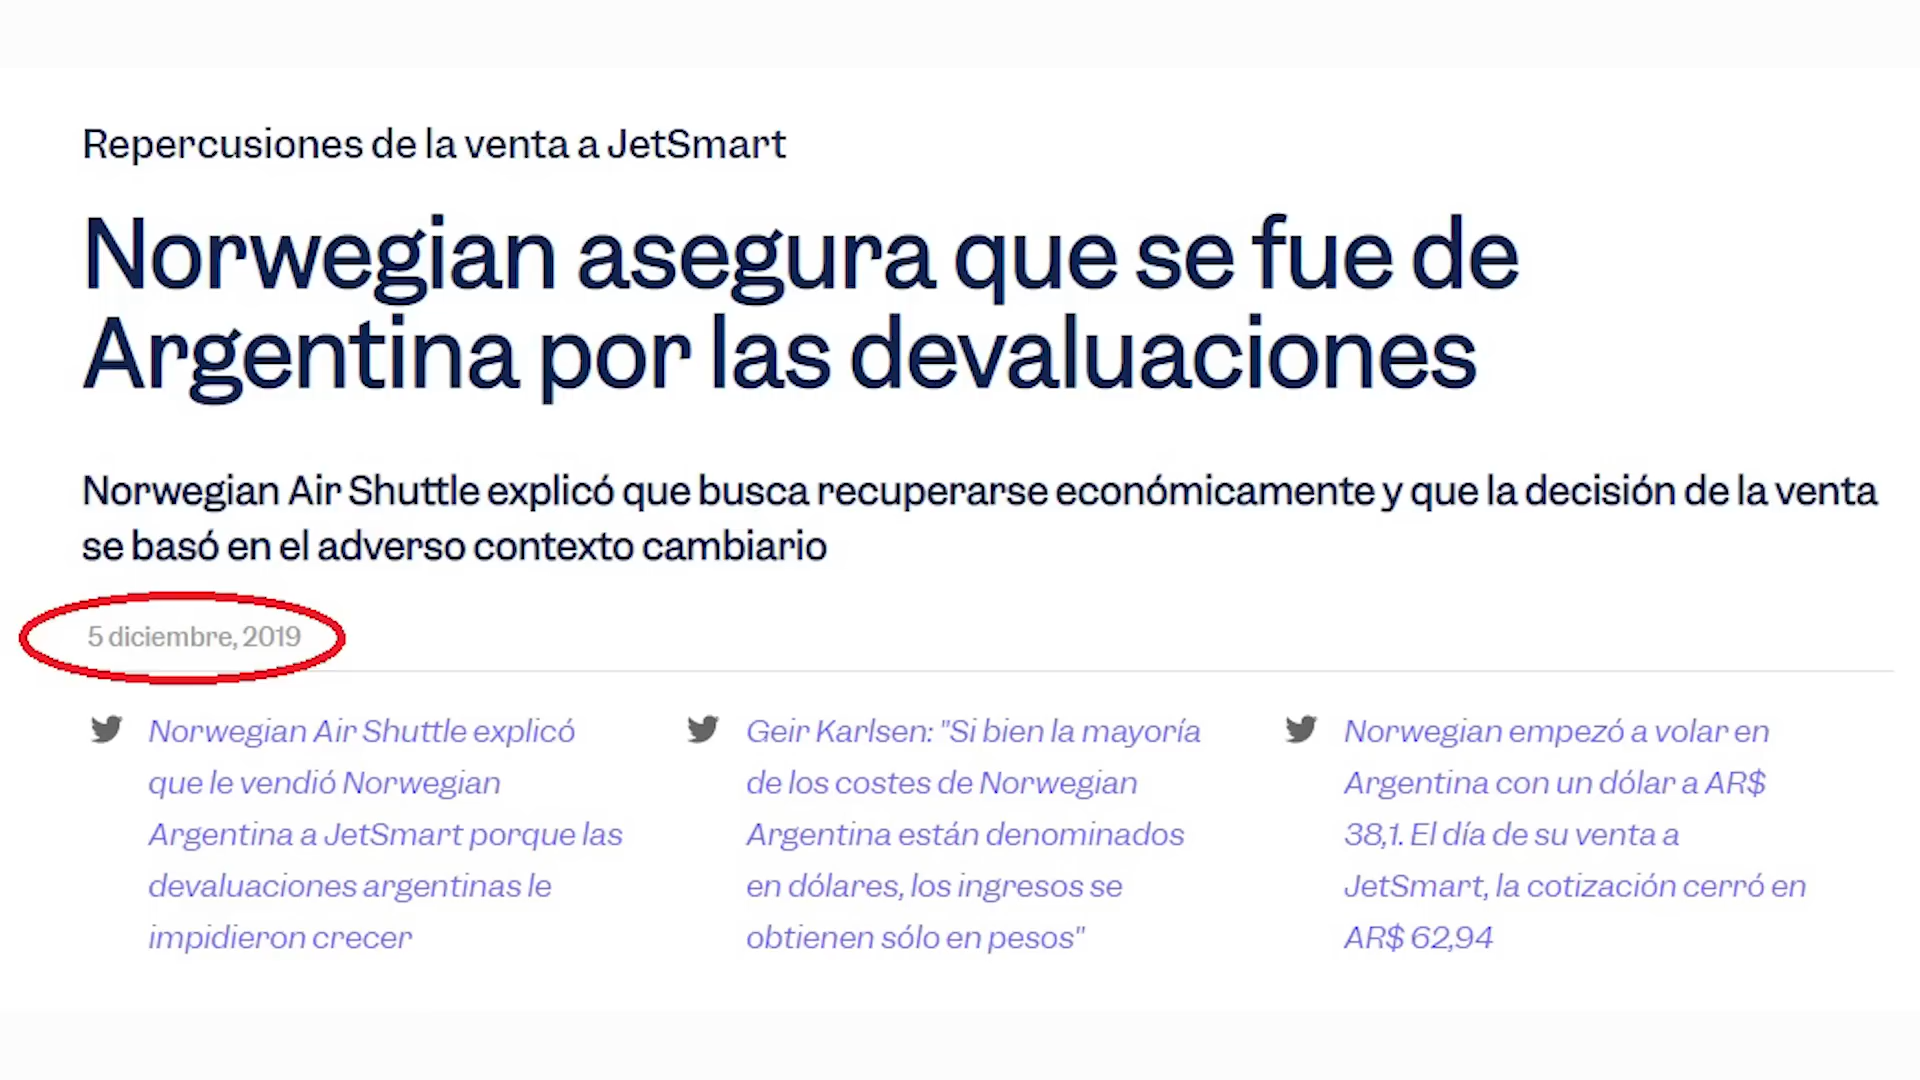 Repercusiones de la venta a JetSmart
Norwegian asegura que se fue de
Argentina por las devaluaciones
Norwegian Air Shuttle explicó que busca recuperarse económicamente y que la decisión de la venta
se basó en el adverso contexto cambiario
5 diciembre, 2019
Norwegian Air Shuttle explicó
que le vendió Norwegian
Argentina a JetSmart porque las
devaluaciones argentinas le
impidieron crecer
Geir Karlsen: "Si bien la mayoría
de los costes de Norwegian
Argentina están denominados
en dólares, los ingresos se
obtienen sólo en pesos"
Norwegian empezó a volar en
Argentina con un dólar a AR$
38,1. El día de su venta a
JetSmart, la cotización cerró en
AR$ 62,94